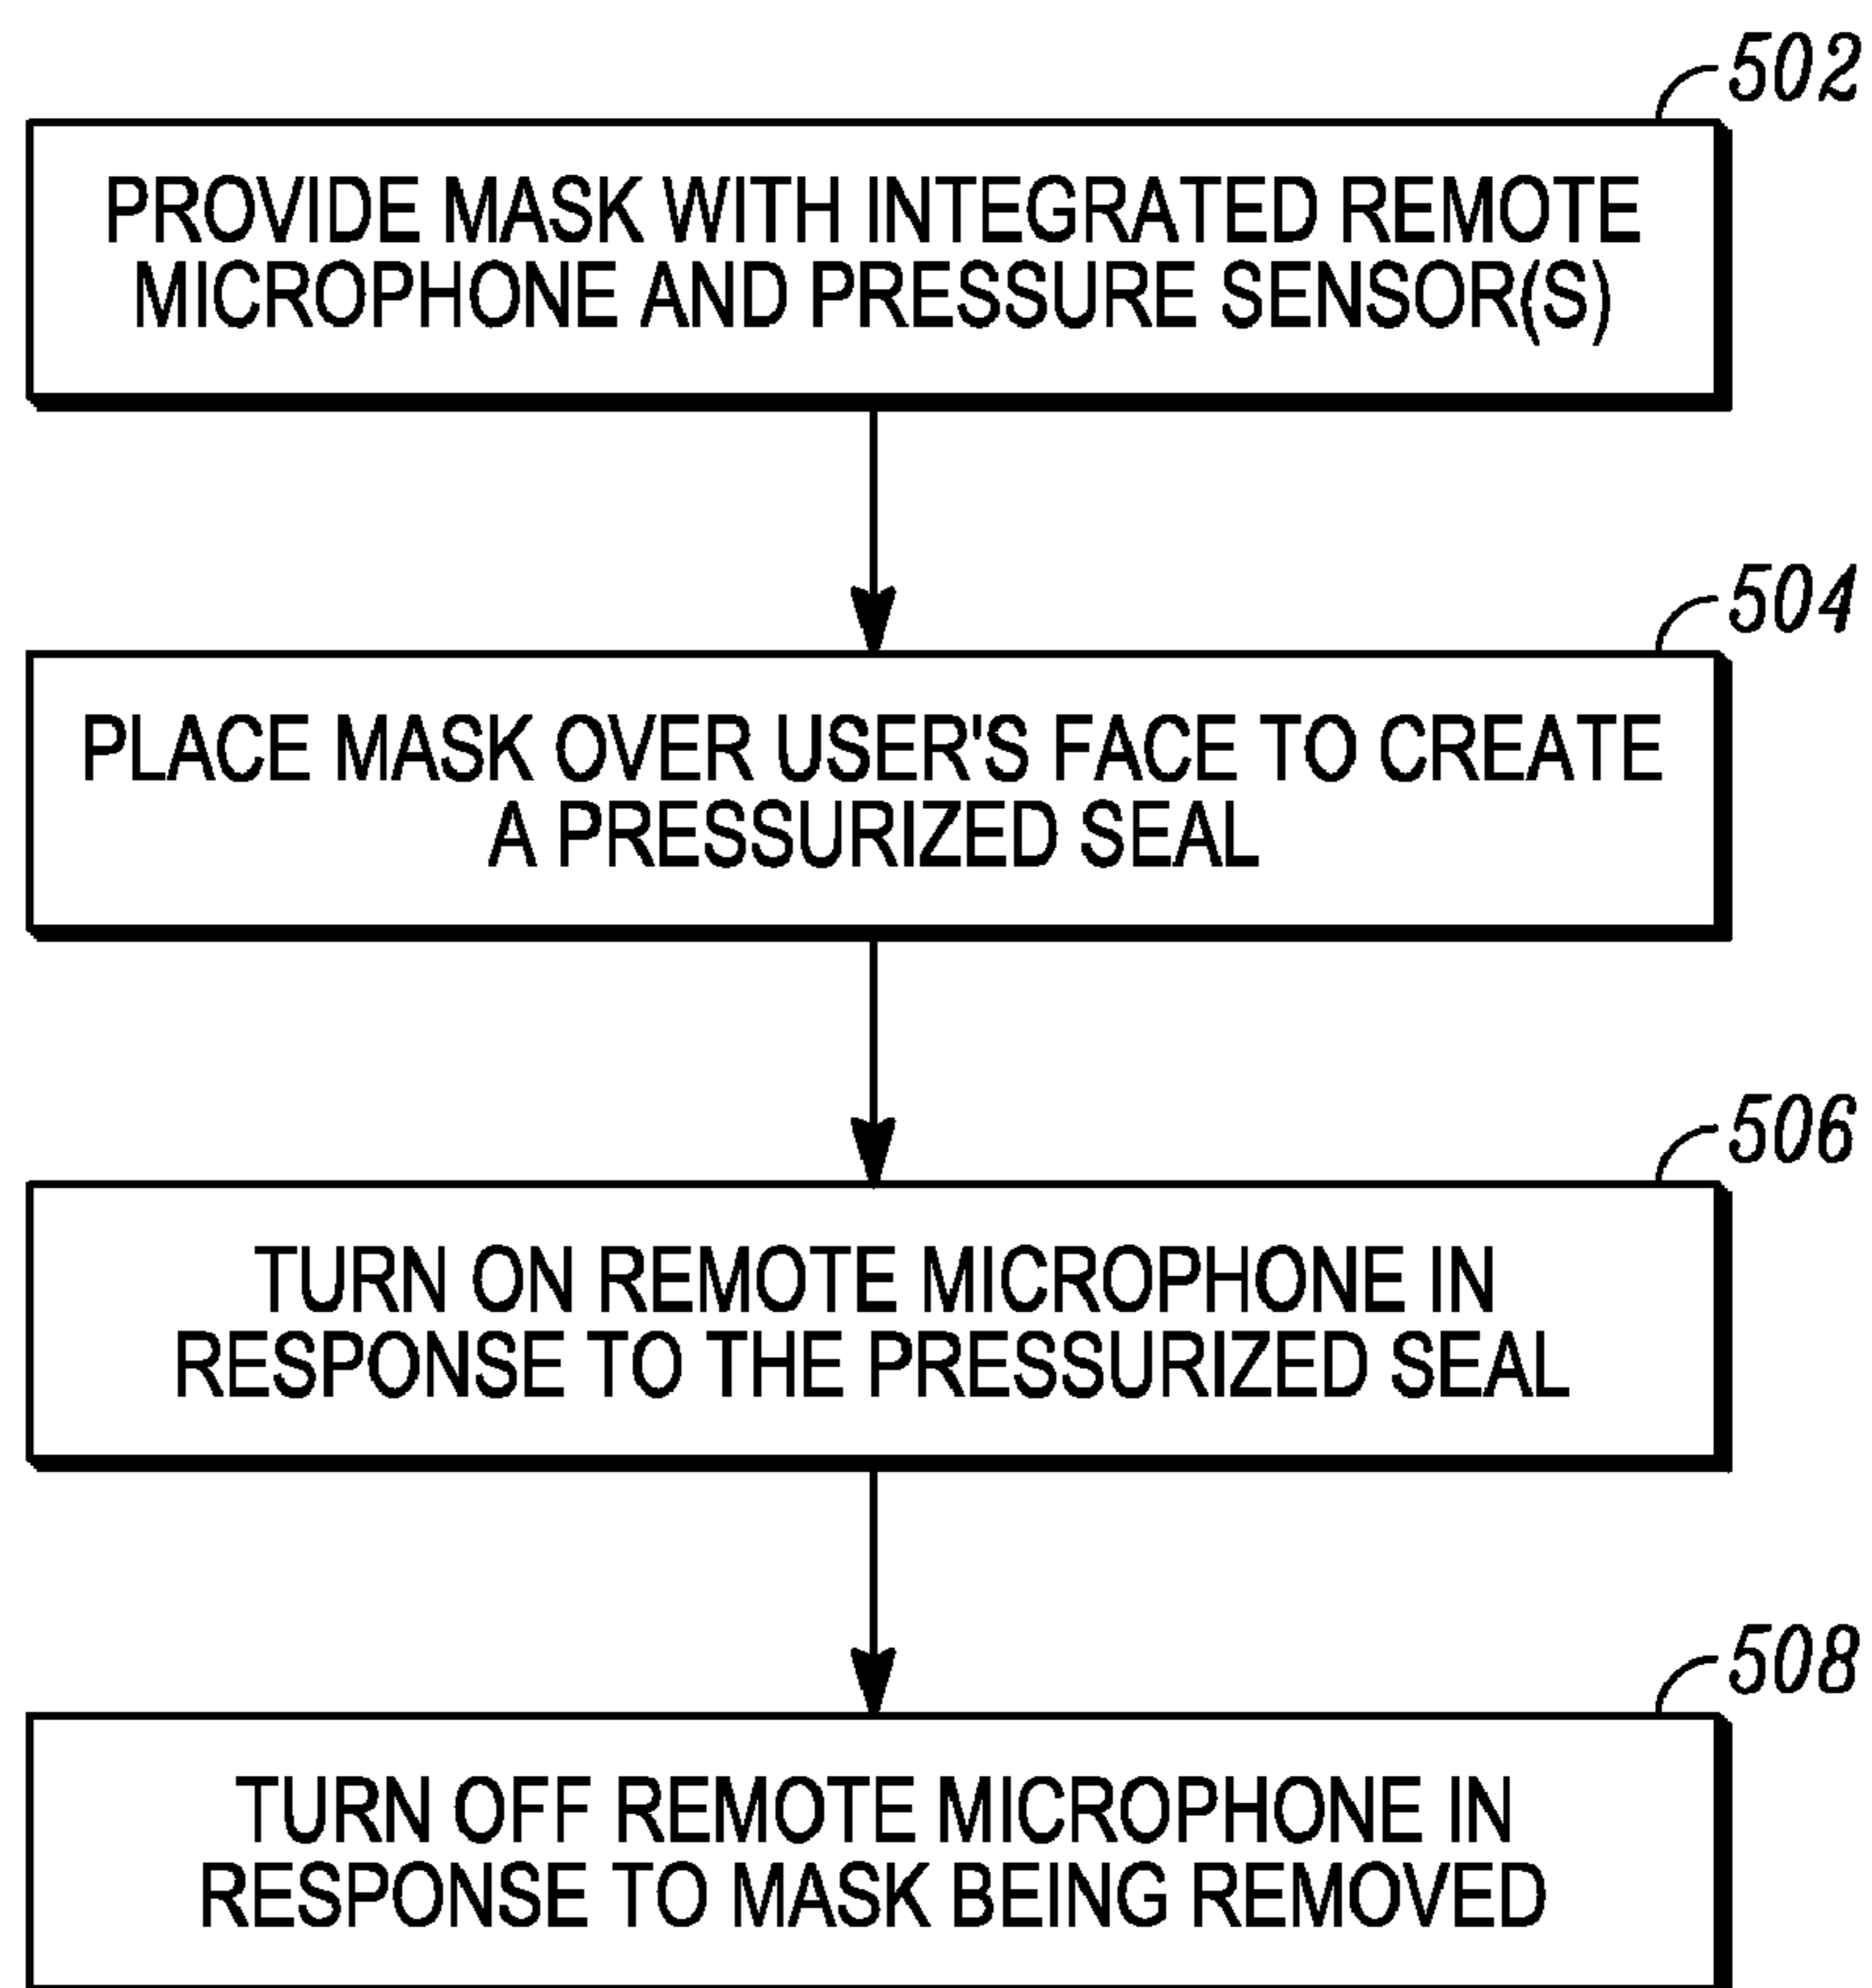 502
PROVIDE MASK WITH INTEGRATED REMOTE
MICROPHONE AND PRESSURE SENSOR(S)
504
PLACE MASK OVER USER'S FACE TO CREATE
A PRESSURIZED SEAL
506
TURN ON REMOTE MICROPHONE IN
RESPONSE TO THE PRESSURIZED SEAL
508
TURN OFF REMOTE MICROPHONE IN
RESPONSE TO MASK BEING REMOVED